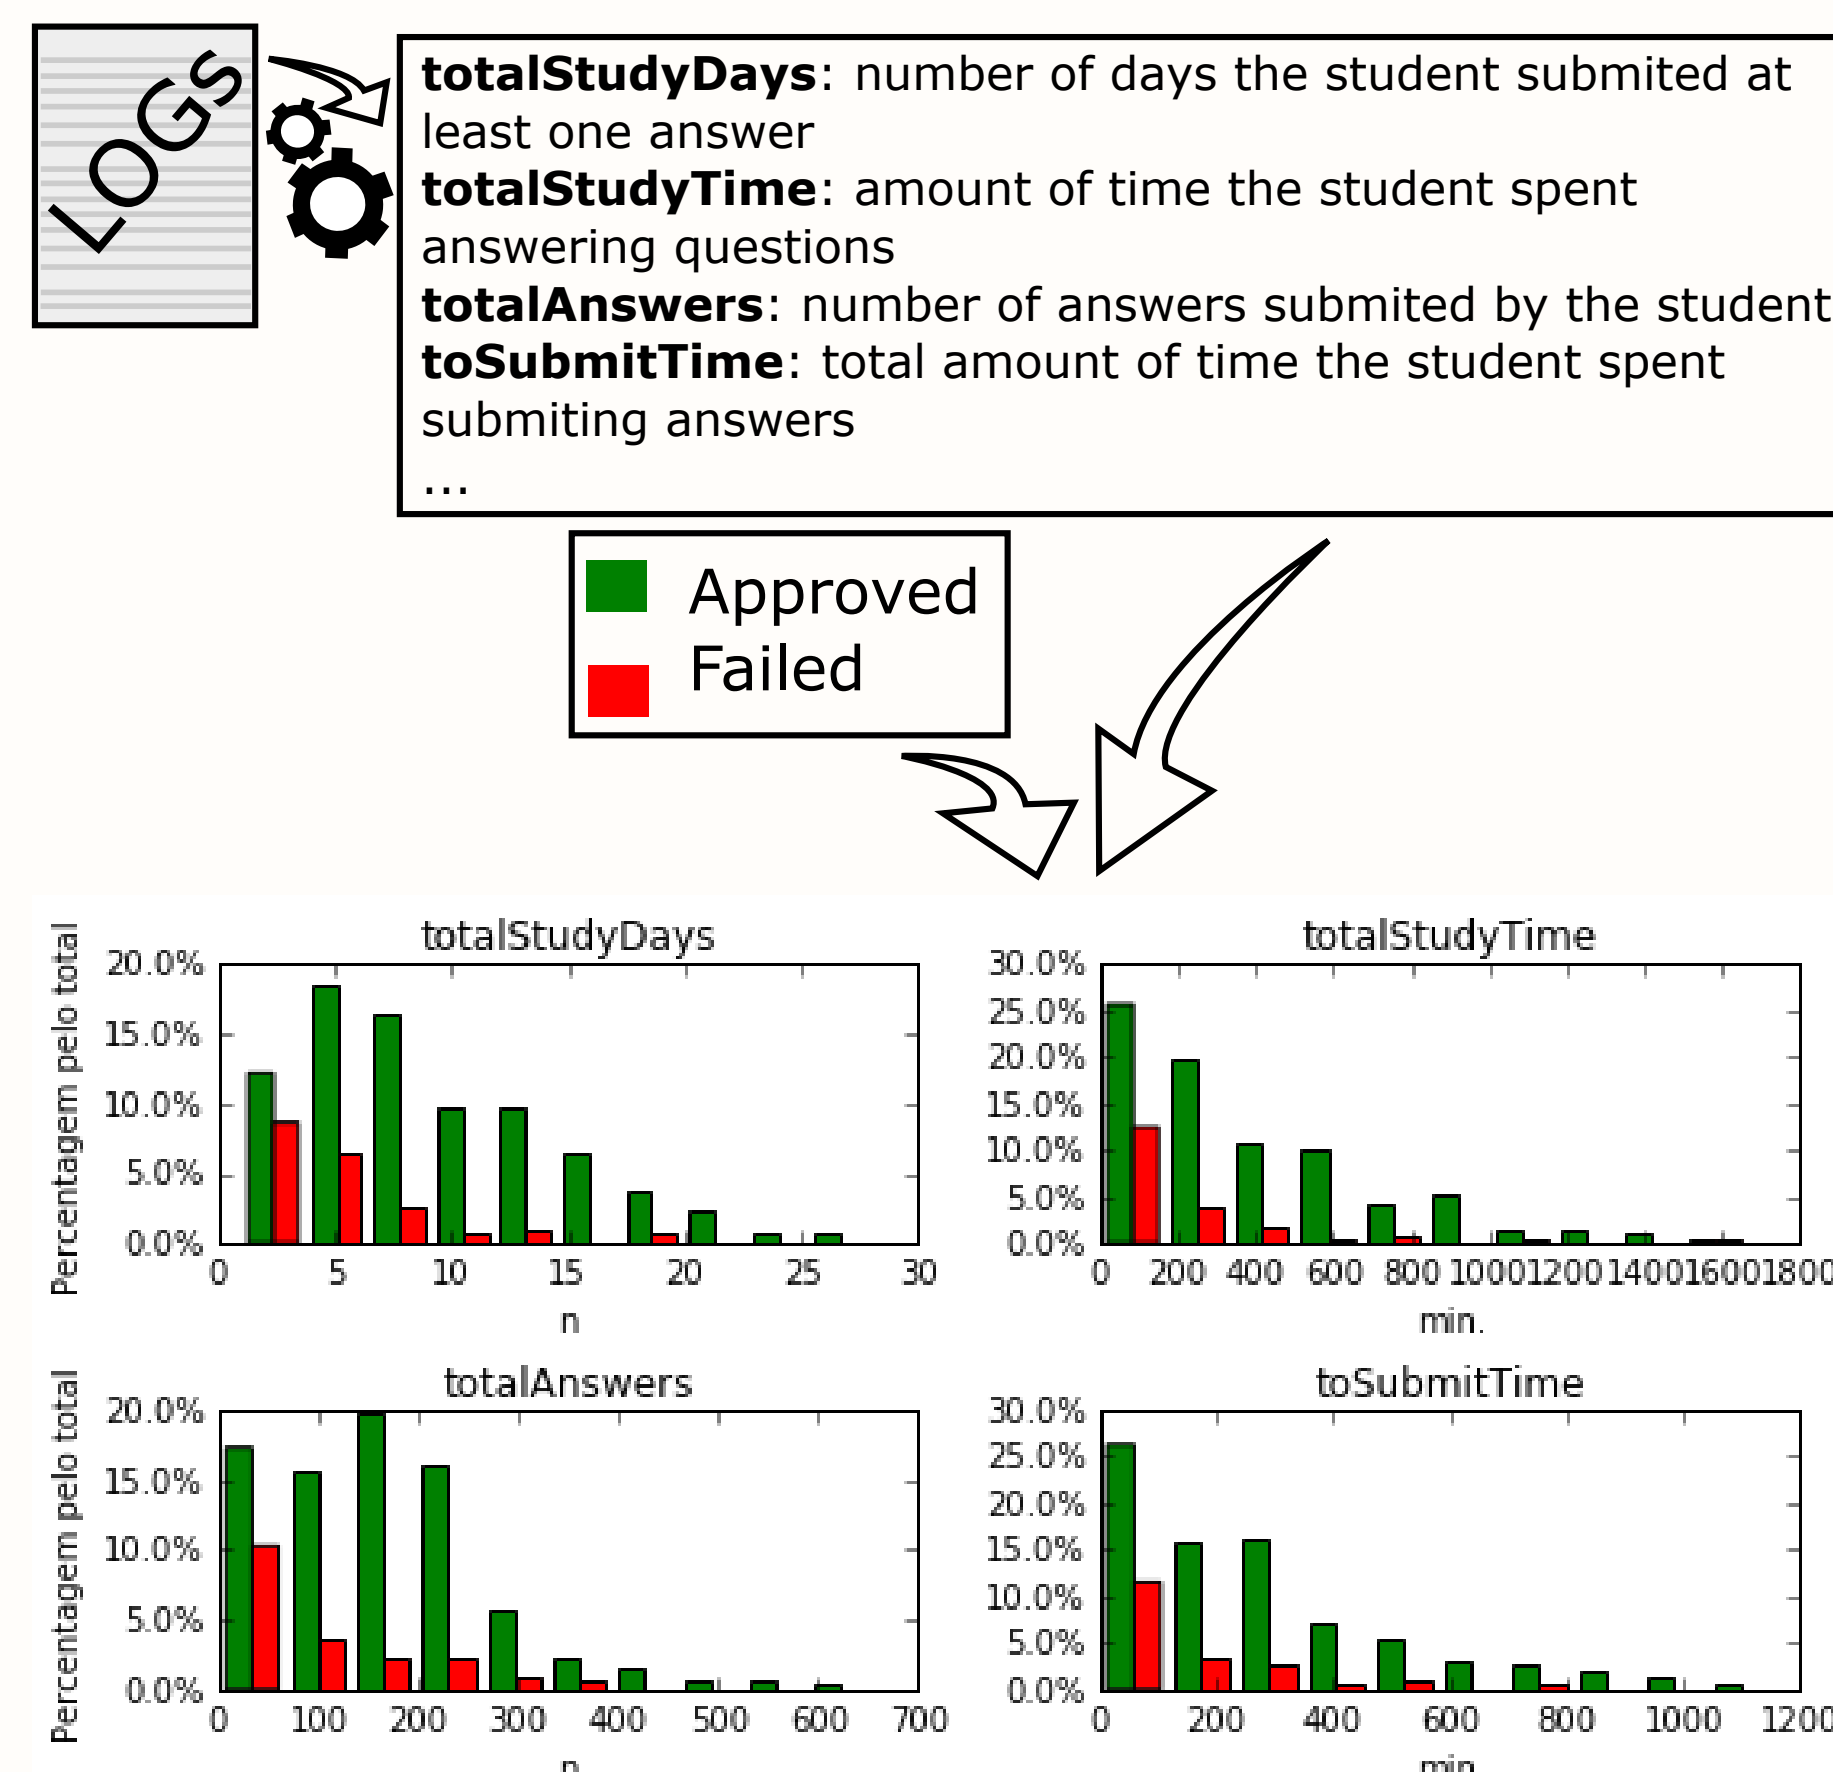 LOGs
totalStudyDays: number of days the student submited at
least one answer
totalStudyTime: amount of time the student spent
answering questions
totalAnswers: number of answers submited by the student
toSubmitTime: total amount of time the student spent
submiting answers
...
Approved
Failed
totalStudyDays
Percentagem pelo total
20.0%
15.0%
10.0%
5.0%
0.0%
0 5 10 15 20 25 30
n
totalStudyTime
30.0%
25.0%
20.0%
15.0%
10.0%
5.0%
0.0%
0 200 400 600 800 1000 1200 1400 1600 1800
min.
totalAnswers
Percentagem pelo total
20.0%
15.0%
10.0%
5.0%
0.0%
0 100 200 300 400 500 600 700
n
toSubmitTime
30.0%
25.0%
20.0%
15.0%
10.0%
5.0%
0.0%
0 200 400 600 800 1000 1200
min